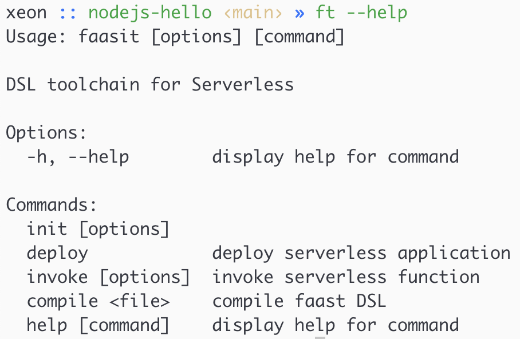 xeon :: nodejs-hello ‹main› » ft --help
Usage: faasit [options] [command]
DSL toolchain for Serverless
Options:
-h, --help display help for command
Commands:
init [options]
deploy deploy serverless application
invoke [options] invoke serverless function
compile <file> compile faast DSL
help [command] display help for command